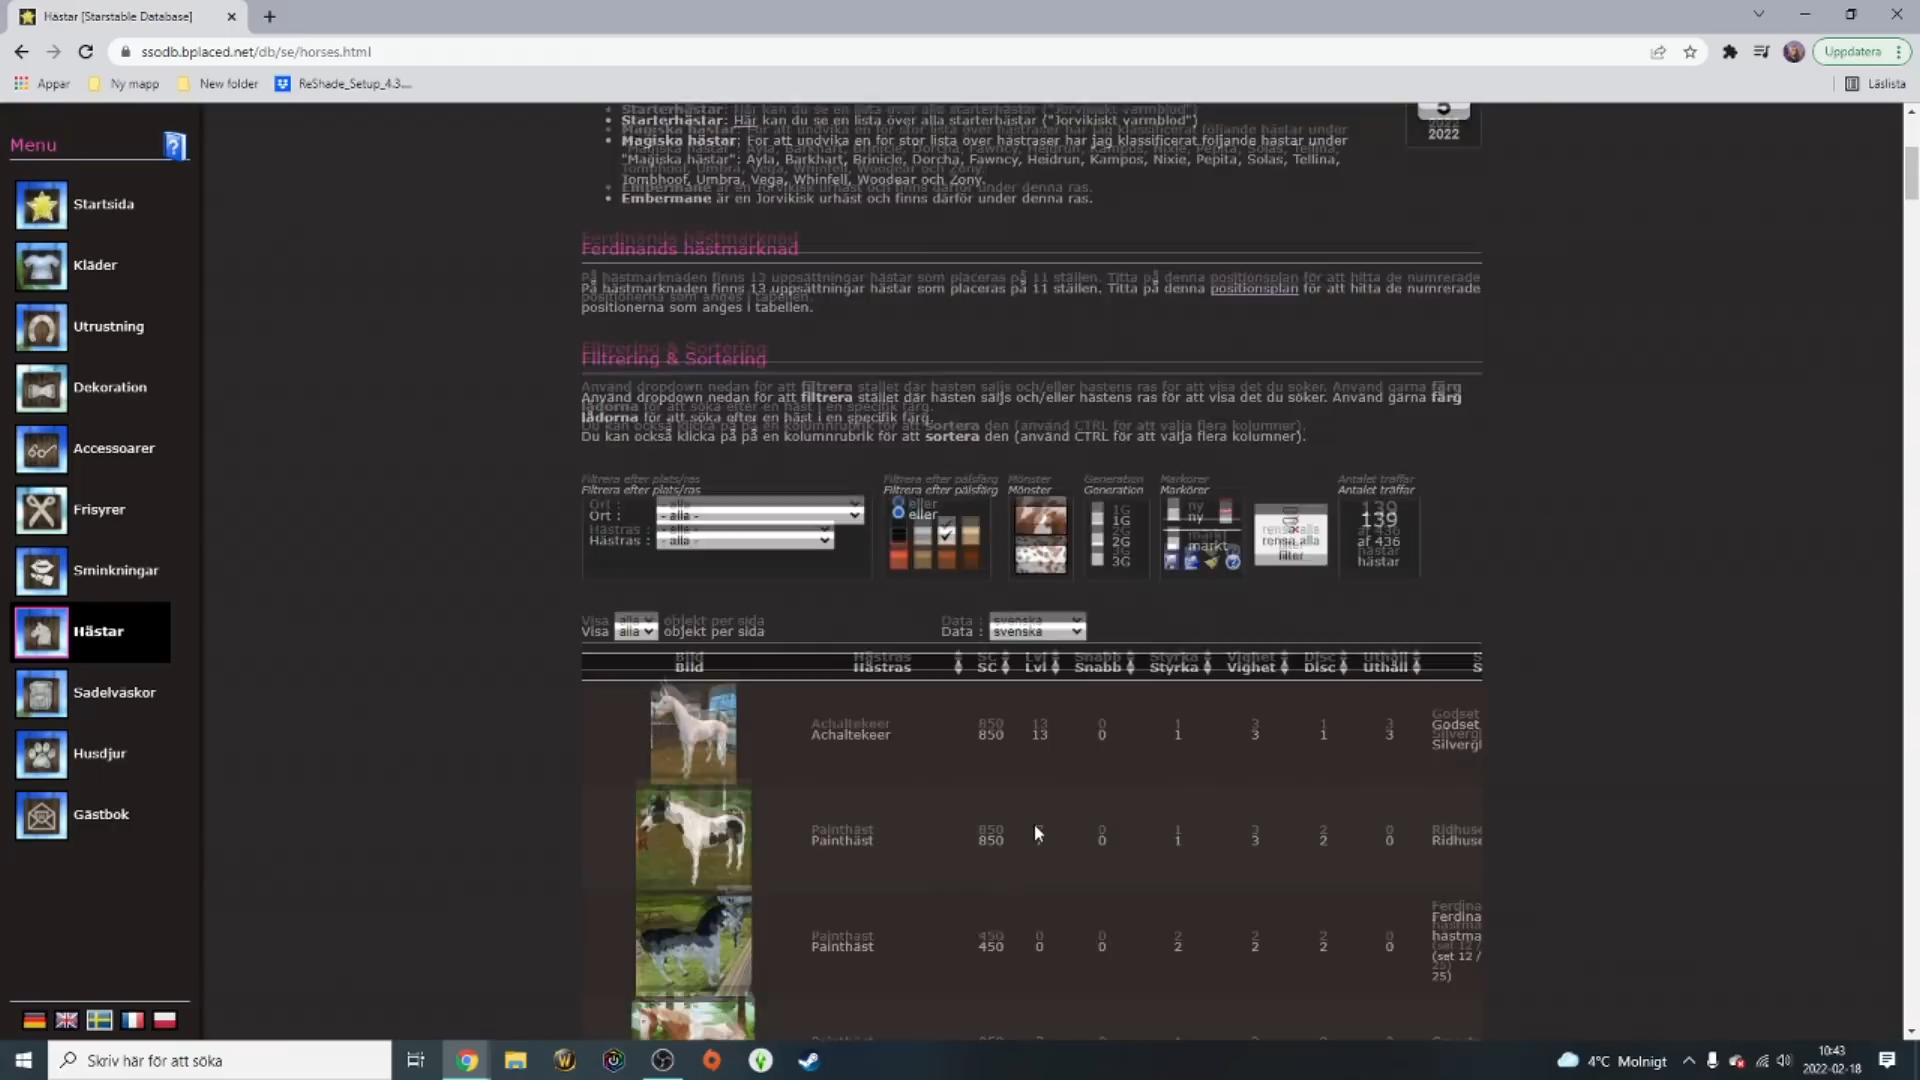 Hästar [Starstable Database]
ssodb.bplaced.net/db/se/horses.html
Uppdatera
Appar
Ny mapp
New folder
ReShade_Setup_4.3....
Läslista
Menu
Startsida
Kläder
Utrustning
Dekoration
Accessoarer
Frisyrer
Sminkningar
Hästar
Sadelväskor
Husdjur
Gästbok
Starterhästar: Här kan du se en lista över alla starterhästar ("Jorvikiskt varmblod")
Magiska hästar: För att undvika en för stor lista över hästraser har jag klassificerat följande hästar under
"Magiska hästar": Ayla, Barkhart, Brinicle, Dorcha, Fawncy, Heidrun, Kampos, Nixie, Pepita, Solas, Tellina,
Tombhoof, Umbra, Vega, Whinfell, Woodear och Zony.
Embermane är en Jorvikisk urhäst och finns därför under denna ras.
5
2022
Ferdinands hästmarknad
På hästmarknaden finns 13 uppsättningar hästar som placeras på 11 ställen. Titta på denna positionsplan för att hitta de numrerade
positionerna som anges i tabellen.
Filtrering & Sortering
Använd dropdown nedan för att filtrera stället där hästen säljs och/eller hästens ras för att visa det du söker. Använd gärna färg
lådorna för att söka efter en häst i en specifik färg.
Du kan också klicka på på en kolumnrubrik för att sortera den (använd CTRL för att välja flera kolumner).
Filtrera efter plats/ras
Ort :
- alla -
Hästras :
- alla -
Filtrera efter pälsfärg
eller
Mönster
Generation
1G
2G
3G
Markörer
ny
markt
rensa alla
filter
Antalet träffar
139
af 436
hästar
Visa alla objekt per sida
Data : svenska
Bild Hästras SC Lvl Snabb Styrka Vighet Disc Uthåll S
Achaltekeer 850 13 0 1 3 1 3 Godset
Silvergl
Painthäst 850 0 1 3 2 0 Ridhuse
Painthäst 450 0 0 2 2 2 0 Ferdina
hästma
(set 12 /
25)
Skriv här för att söka
4°C Molnigt
10:43
2022-02-18